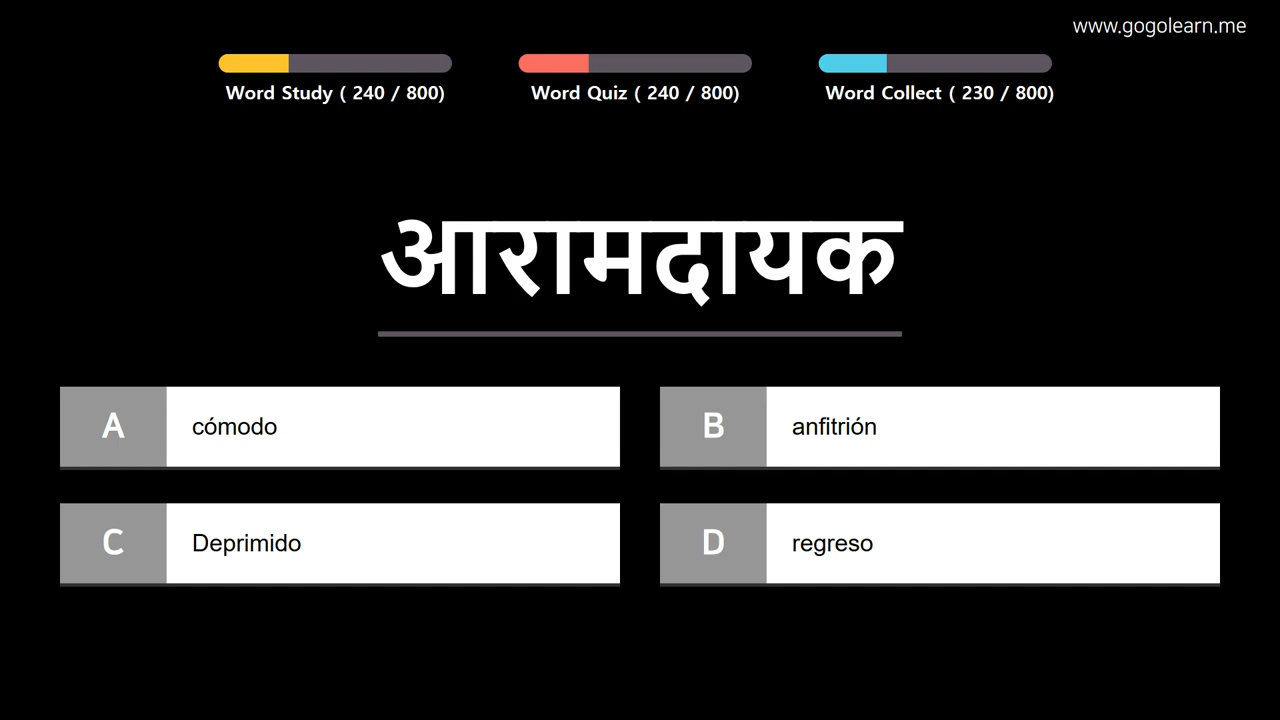 www.gogolearn.me
Word Study ( 240 / 800)
Word Quiz ( 240 / 800)
Word Collect ( 230 / 800)
आरामदायक
A cómodo
B anfitrión
C Deprimido
D regreso